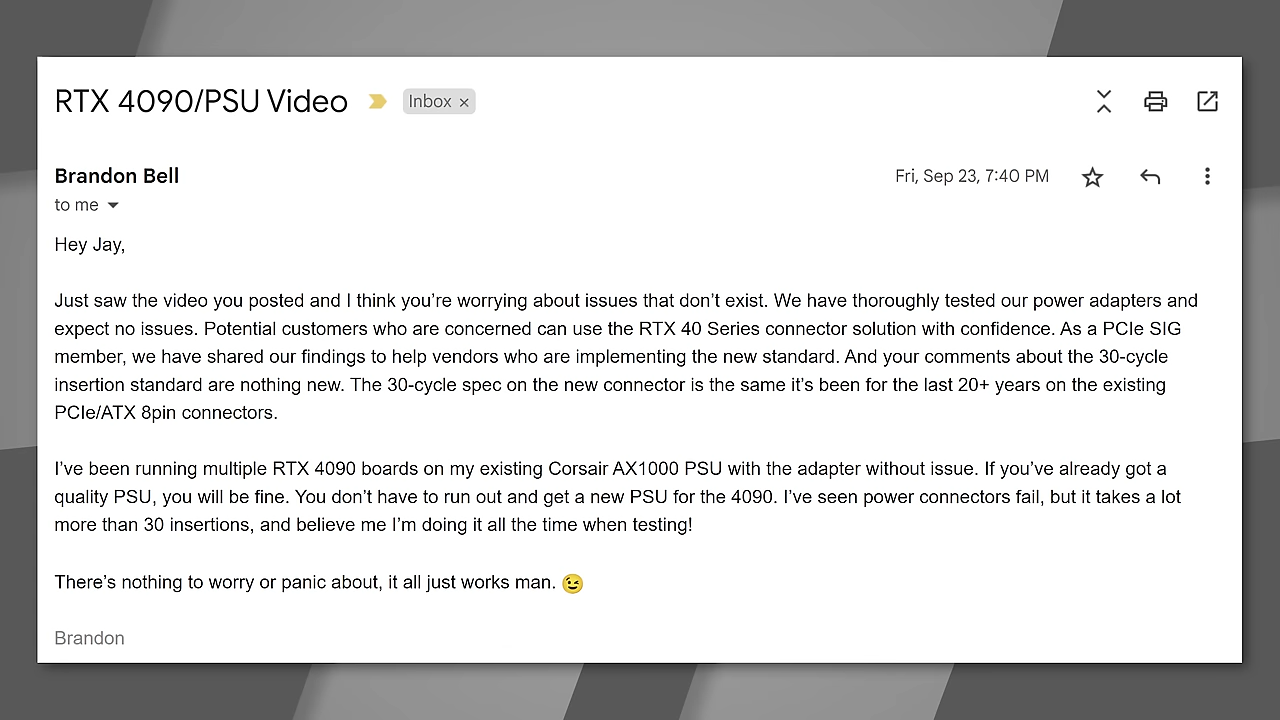 RTX 4090/PSU Video Inbox ×
Brandon Bell Fri, Sep 23, 7:40 PM
to me
Hey Jay,
Just saw the video you posted and I think you’re worrying about issues that don’t exist. We have thoroughly tested our power adapters and
expect no issues. Potential customers who are concerned can use the RTX 40 Series connector solution with confidence. As a PCIe SIG
member, we have shared our findings to help vendors who are implementing the new standard. And your comments about the 30-cycle
insertion standard are nothing new. The 30-cycle spec on the new connector is the same it’s been for the last 20+ years on the existing
PCIe/ATX 8pin connectors.
I’ve been running multiple RTX 4090 boards on my existing Corsair AX1000 PSU with the adapter without issue. If you’ve already got a
quality PSU, you will be fine. You don’t have to run out and get a new PSU for the 4090. I’ve seen power connectors fail, but it takes a lot
more than 30 insertions, and believe me I’m doing it all the time when testing!
There’s nothing to worry or panic about, it all just works man. 😉
Brandon